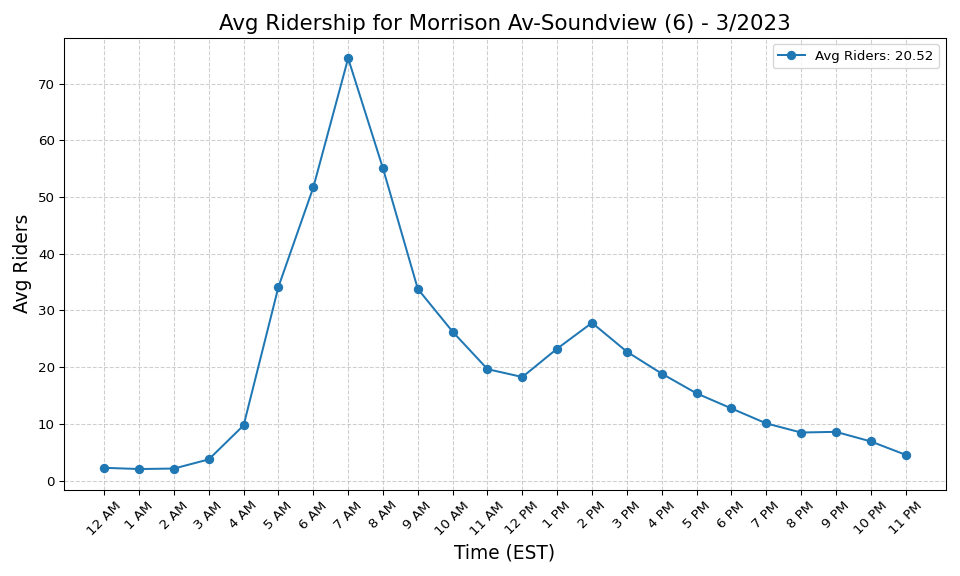 Avg Ridership for Morrison Av-Soundview (6) - 3/2023
Avg Riders: 20.52
Avg Riders
70
60
50
40
30
20
10
0
12 AM
1 AM
2 AM
3 AM
4 AM
5 AM
6 AM
7 AM
8 AM
9 AM
10 AM
11 AM
12 PM
1 PM
2 PM
3 PM
4 PM
5 PM
6 PM
7 PM
8 PM
9 PM
10 PM
11 PM
Time (EST)